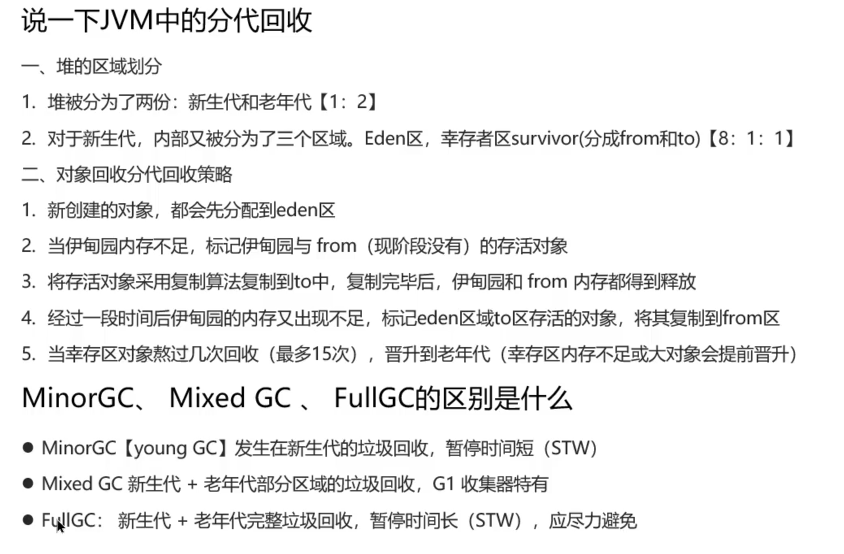 说一下JVM中的分代回收
一、堆的区域划分
1. 堆被分为了两份：新生代和老年代【1：2】
2. 对于新生代，内部又被分为了三个区域。Eden区，幸存者区survivor(分成from和to)【8：1：1】
二、对象回收分代回收策略
1. 新创建的对象，都会先分配到eden区
2. 当伊甸园内存不足，标记伊甸园与 from（现阶段没有）的存活对象
3. 将存活对象采用复制算法复制到to中，复制完毕后，伊甸园和 from 内存都得到释放
4. 经过一段时间后伊甸园的内存又出现不足，标记eden区域to区存活的对象，将其复制到from区
5. 当幸存区对象熬过几次回收（最多15次），晋升到老年代（幸存区内存不足或大对象会提前晋升）
MinorGC、 Mixed GC 、 FullGC的区别是什么
● MinorGC【young GC】发生在新生代的垃圾回收，暂停时间短（STW）
● Mixed GC 新生代 + 老年代部分区域的垃圾回收，G1 收集器特有
● FullGC： 新生代 + 老年代完整垃圾回收，暂停时间长（STW），应尽力避免